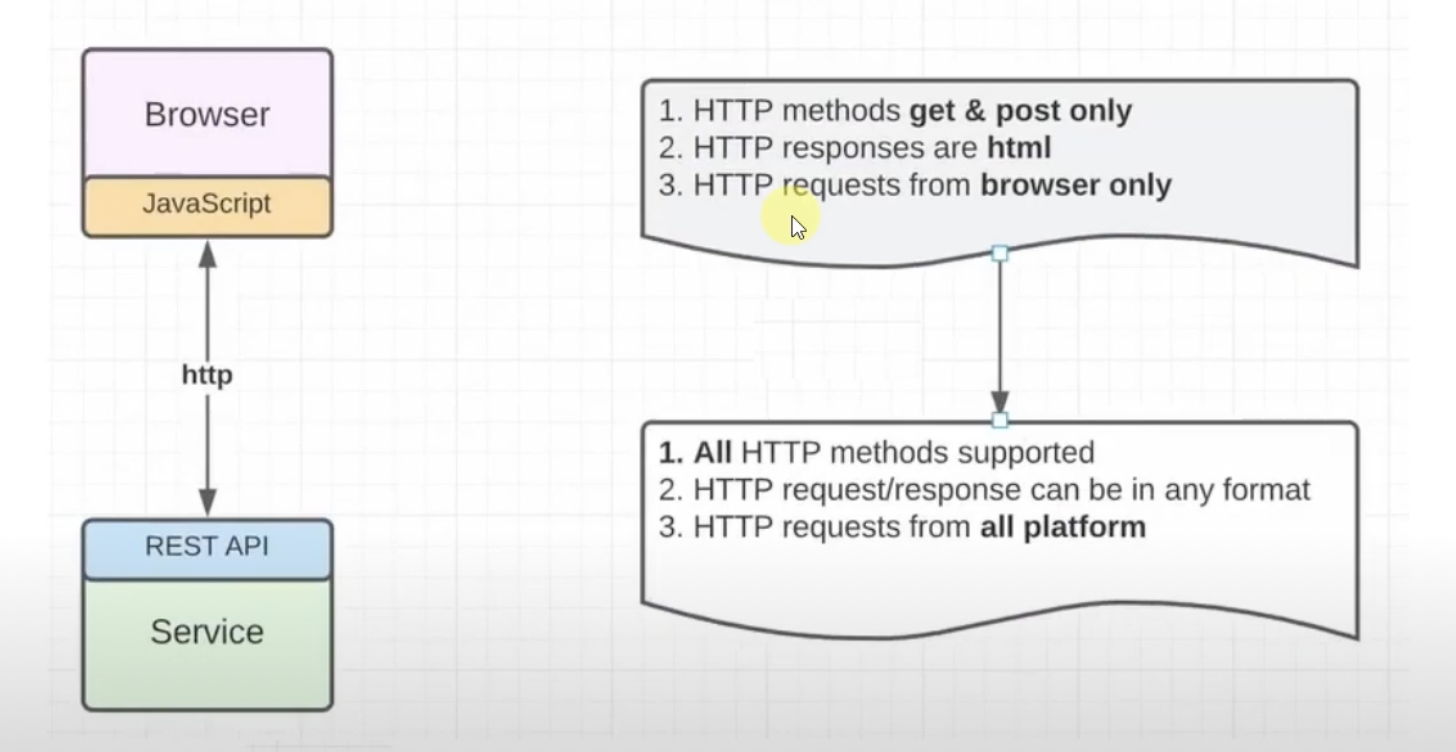 Browser
JavaScript
http
REST API
Service
1. HTTP methods get & post only
2. HTTP responses are html
3. HTTP requests from browser only
1. All HTTP methods supported
2. HTTP request/response can be in any format
3. HTTP requests from all platform